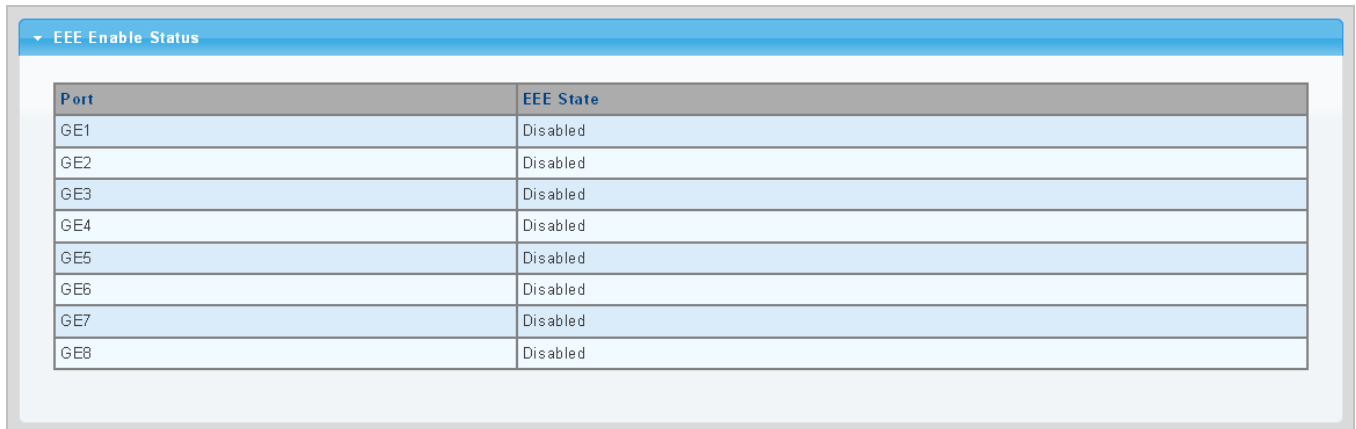 EEE Enable Status
Port EEE State
GE1 Disabled
GE2 Disabled
GE3 Disabled
GE4 Disabled
GE5 Disabled
GE6 Disabled
GE7 Disabled
GE8 Disabled